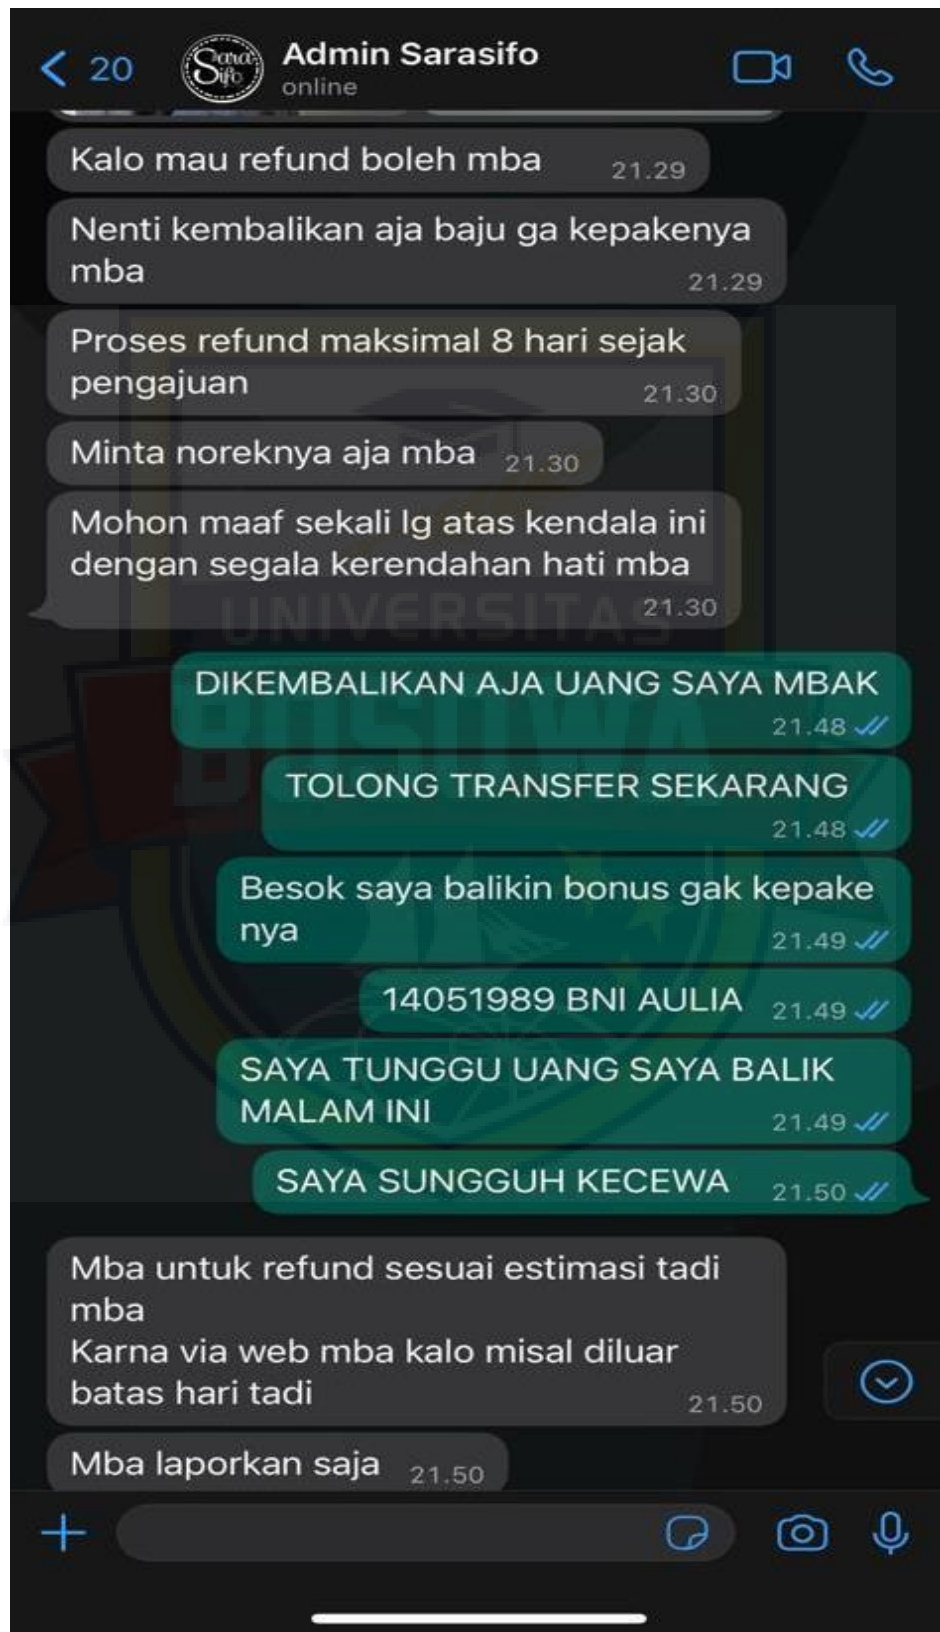 20
Sara
Sifo
Admin Sarasifo
online
Kalo mau refund boleh mba 21.29
Nenti kembalikan aja baju ga kepakenya
mba 21.29
Proses refund maksimal 8 hari sejak
pengajuan 21.30
Minta noreknya aja mba 21.30
Mohon maaf sekali lg atas kendala ini
dengan segala kerendahan hati mba
21.30
UNIVERSITAS
DIKEMBALIKAN AJA UANG SAYA MBAK
21.48
BOSOWA
TOLONG TRANSFER SEKARANG
21.48
Besok saya balikin bonus gak kepake
nya 21.49
14051989 BNI AULIA 21.49
SAYA TUNGGU UANG SAYA BALIK
MALAM INI 21.49
SAYA SUNGGUH KECEWA 21.50
Mba untuk refund sesuai estimasi tadi
mba
Karna via web mba kalo misal diluar
batas hari tadi 21.50
Mba laporkan saja 21.50